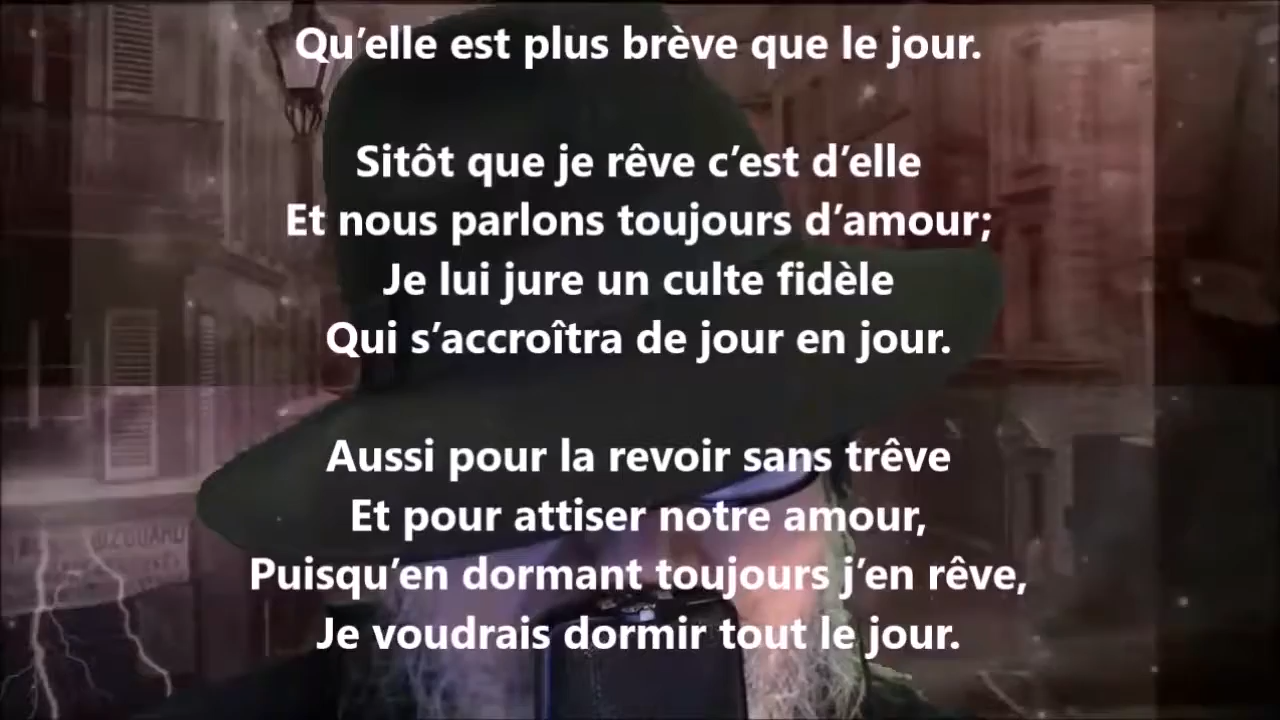 Qu’elle est plus brève que le jour.
Sitôt que je rêve c’est d’elle
Et nous parlons toujours d’amour;
Je lui jure un culte fidèle
Qui s’accroîtra de jour en jour.
Aussi pour la revoir sans trêve
Et pour attiser notre amour,
Puisqu’en dormant toujours j’en rêve,
Je voudrais dormir tout le jour.